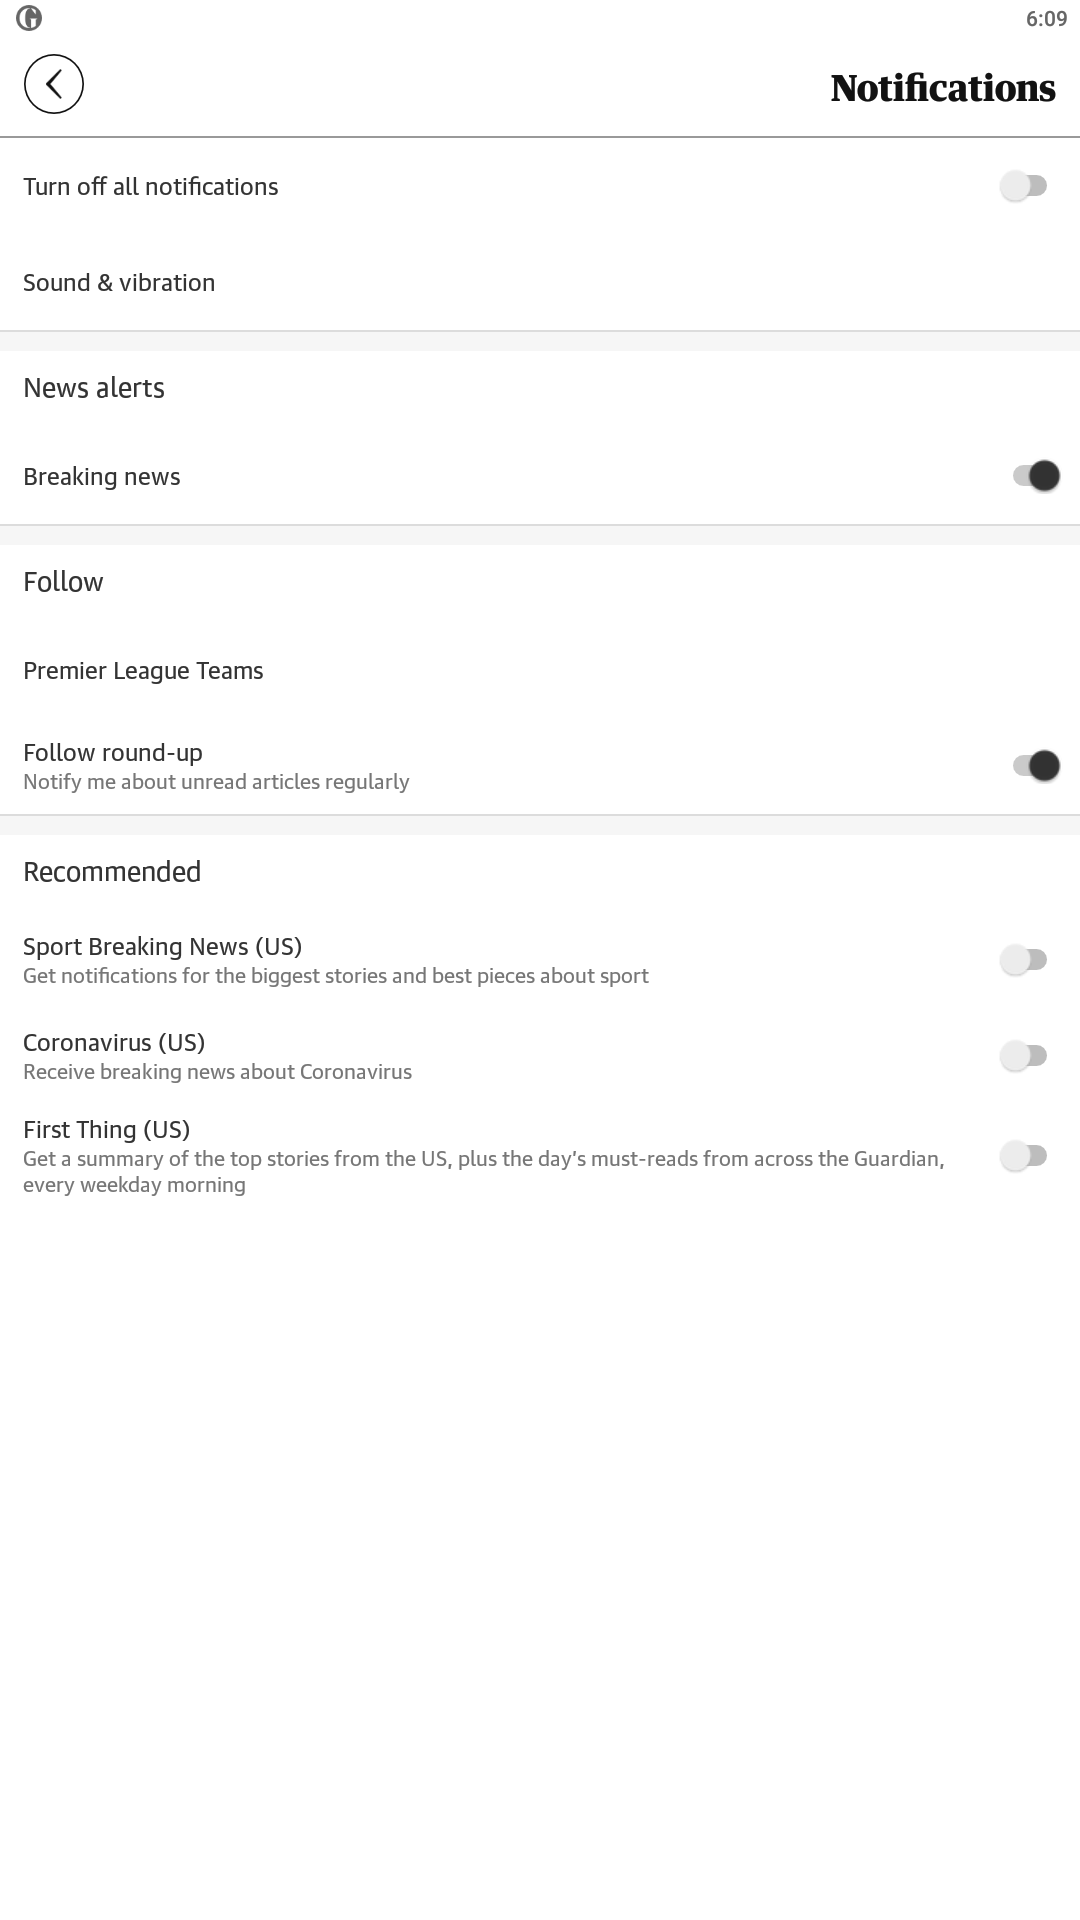 6:09
Notifications
Turn off all notifications
Sound & vibration
News alerts
Breaking news
Follow
Premier League Teams
Follow round-up
Notify me about unread articles regularly
Recommended
Sport Breaking News (US)
Get notifications for the biggest stories and best pieces about sport
Coronavirus (US)
Receive breaking news about Coronavirus
First Thing (US)
Get a summary of the top stories from the US, plus the day's must-reads from across the Guardian,
every weekday morning